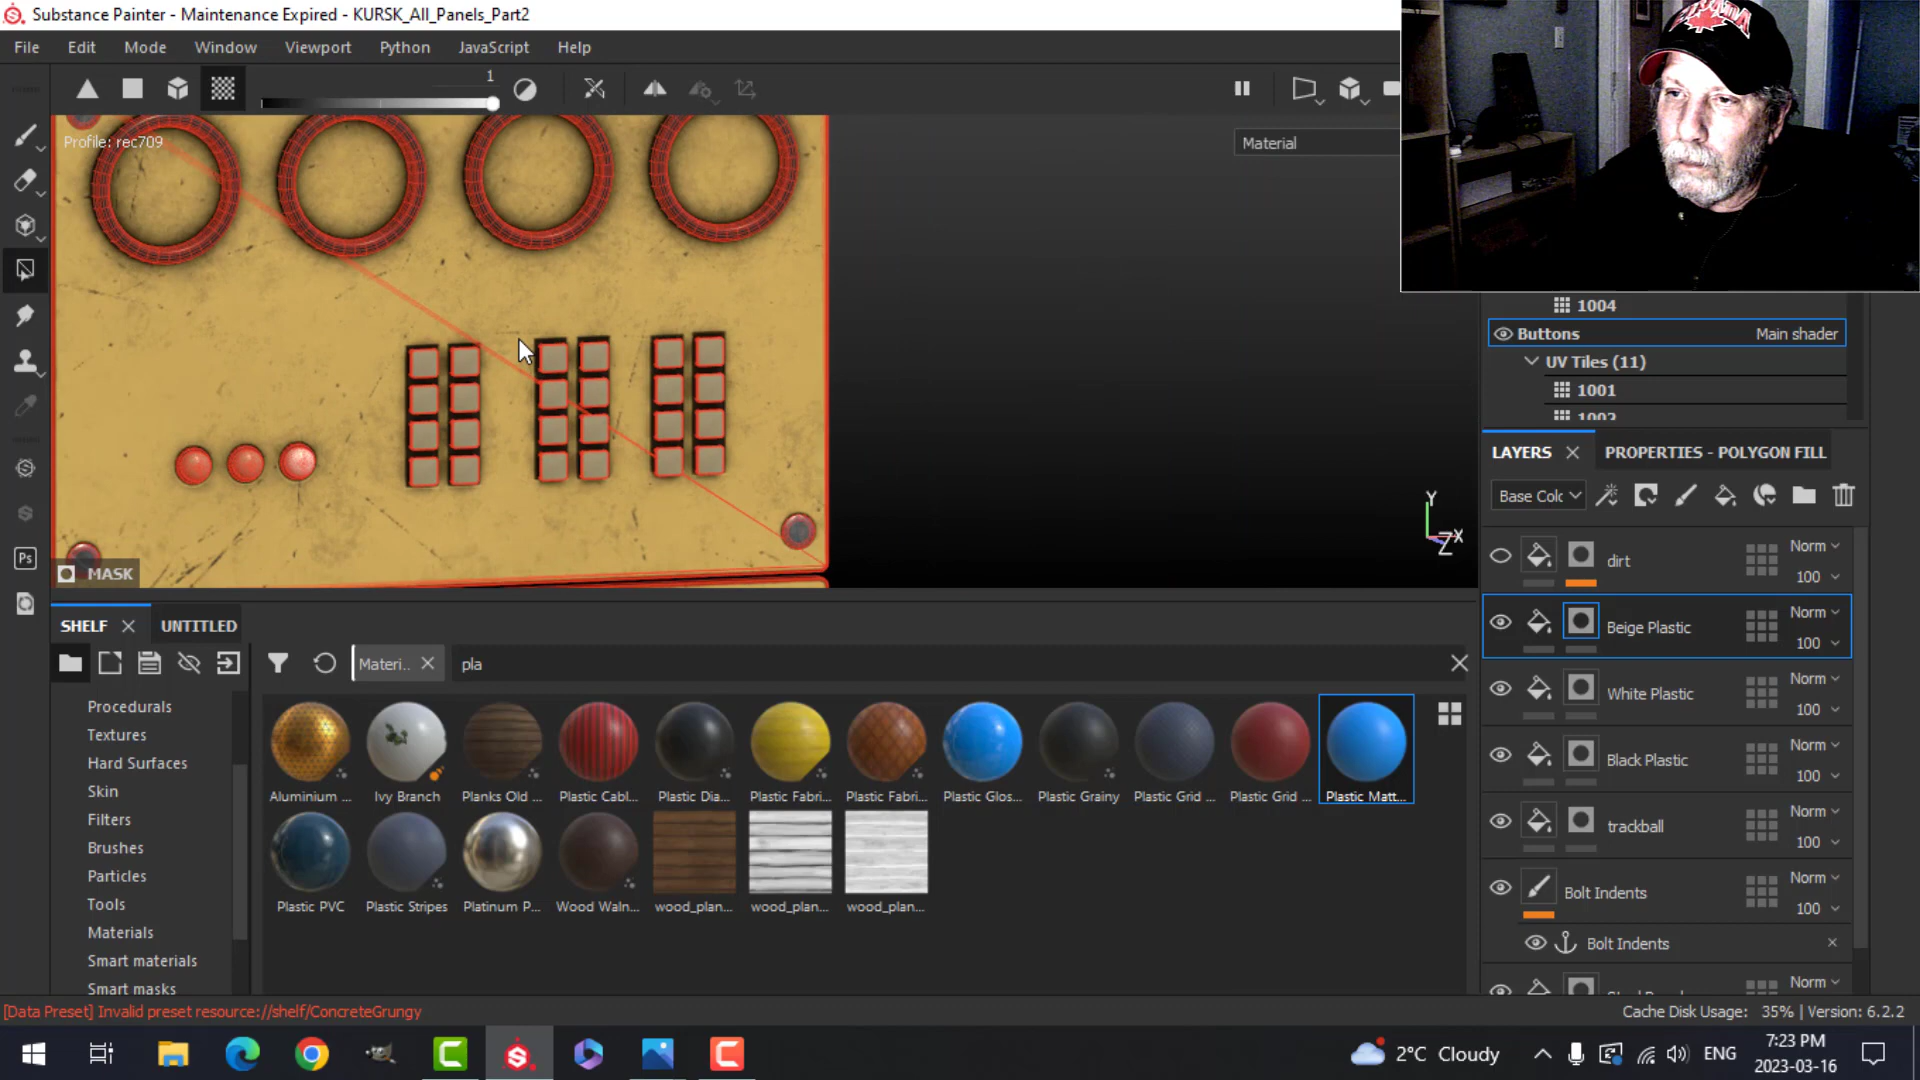 Substance Painter - Maintenance Expired - KURSK_All_Panels_Part2
File Edit Mode Window Viewport Python JavaScript Help
1
Profile: rec709
Material
MASK
Y
X
Z
1004
Buttons Main shader
UV Tiles (11)
1001
1002
LAYERS PROPERTIES - POLYGON FILL
Base Colc
dirt Norm 100
Beige Plastic Norm 100
White Plastic Norm 100
Black Plastic Norm 100
trackball Norm 100
Bolt Indents Norm 100
Bolt Indents
Norm
SHELF UNTITLED
Materi.. pla
Procedurals
Textures
Hard Surfaces
Skin
Filters
Brushes
Particles
Tools
Materials
Smart materials
Smart masks
Aluminium ... Ivy Branch Planks Old ... Plastic Cabl... Plastic Dia... Plastic Fabri... Plastic Fabri... Plastic Glos... Plastic Grainy Plastic Grid ... Plastic Grid ... Plastic Matt...
Plastic PVC Plastic Stripes Platinum P... Wood Waln... wood_plan... wood_plan... wood_plan...
[Data Preset] Invalid preset resource://shelf/ConcreteGrungy
Cache Disk Usage: 35% | Version: 6.2.2
Ps
2°C Cloudy
ENG
7:23 PM
2023-03-16